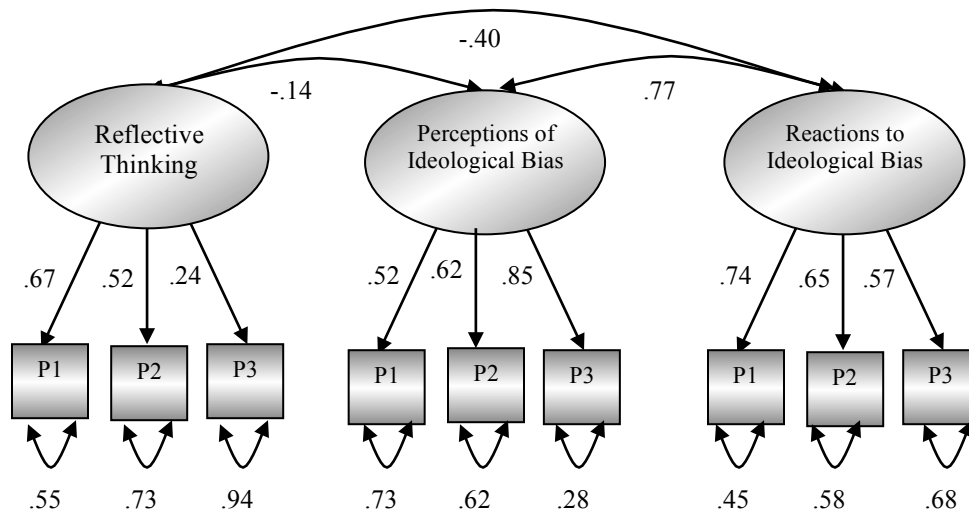 -.40
-.14
.77
Reflective
Thinking
Perceptions of
Ideological Bias
Reactions to
Ideological Bias
.67
.52
.24
.52
.62
.85
.74
.65
.57
P1
P2
P3
P1
P2
P3
P1
P2
P3
.55
.73
.94
.73
.62
.28
.45
.58
.68